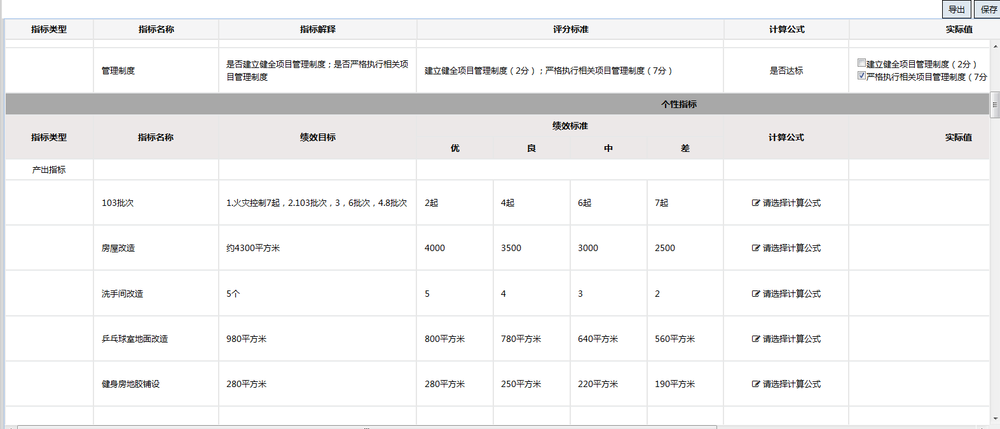 导出 保存
指标类型 指标名称 指标解释 评分标准 计算公式 实际值
管理制度 是否建立健全项目管理制度；是否严格执行相关项目管理制度 建立健全项目管理制度（2分）；严格执行相关项目管理制度（7分） 是否达标 建立健全项目管理制度（2分）
严格执行相关项目管理制度（7分
个性指标
指标类型 指标名称 绩效目标 绩效标准 计算公式 实际值
优 良 中 差
产出指标
103批次 1.火灾控制7起，2.103批次，3，6批次，4.8批次 2起 4起 6起 7起 请选择计算公式
房屋改造 约4300平方米 4000 3500 3000 2500 请选择计算公式
洗手间改造 5个 5 4 3 2 请选择计算公式
乒乓球室地面改造 980平方米 800平方米 780平方米 640平方米 560平方米 请选择计算公式
健身房地胶铺设 280平方米 280平方米 250平方米 220平方米 190平方米 请选择计算公式